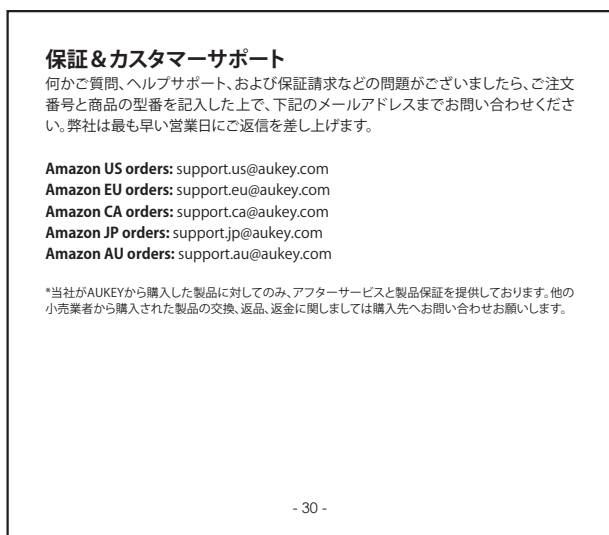 保証＆カスタマーサポート
何かご質問、ヘルプサポート、および保証請求などの問題がございましたら、ご注文
番号と商品の型番を記入した上で、下記のメールアドレスまでお問い合わせくださ
い。弊社は最も早い営業日にご返信を差し上げます。
Amazon US orders: support.us@aukey.com
Amazon EU orders: support.eu@aukey.com
Amazon CA orders: support.ca@aukey.com
Amazon JP orders: support.jp@aukey.com
Amazon AU orders: support.au@aukey.com
*当社がAUKEYから購入した製品に対してのみ、アフターサービスと製品保証を提供しております。他の
小売業者から購入された製品の交換、返品、返金に関しましては購入先へお問い合わせお願いします。
- 30 -